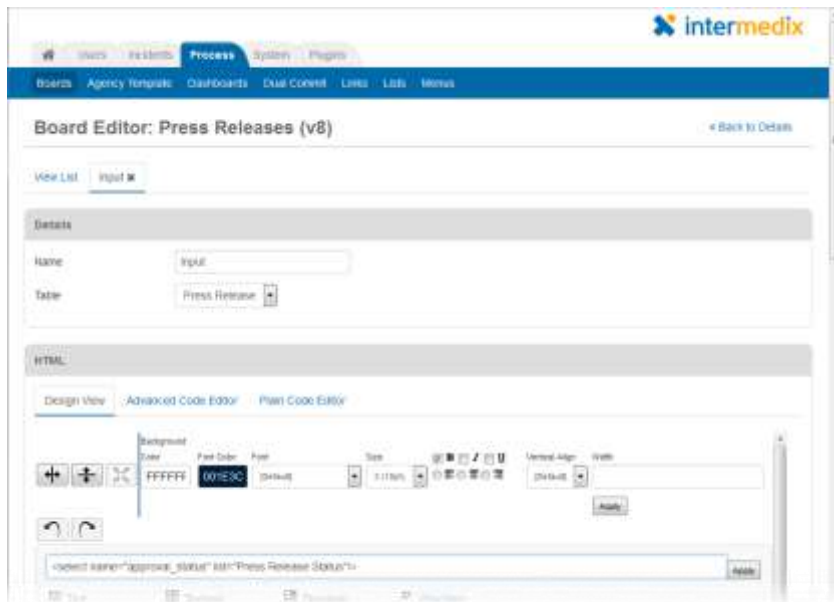 intermedix
Users Incidents Process System Plugins
Boards Agency Template Dashboards Dual Commit Links Lists Menus
Board Editor: Press Releases (v8)
« Back to Details
View List Input ✖
Details
Name Input
Table Press Release
HTML
Design View Advanced Code Editor Plain Code Editor
Background
Color Font Color Font Size B I U Vertical Align Width
FFFFFF 001E3C (Default) (Default)
Apply
<select name="approval_status" list="Press Release Status"/>
Apply
Text